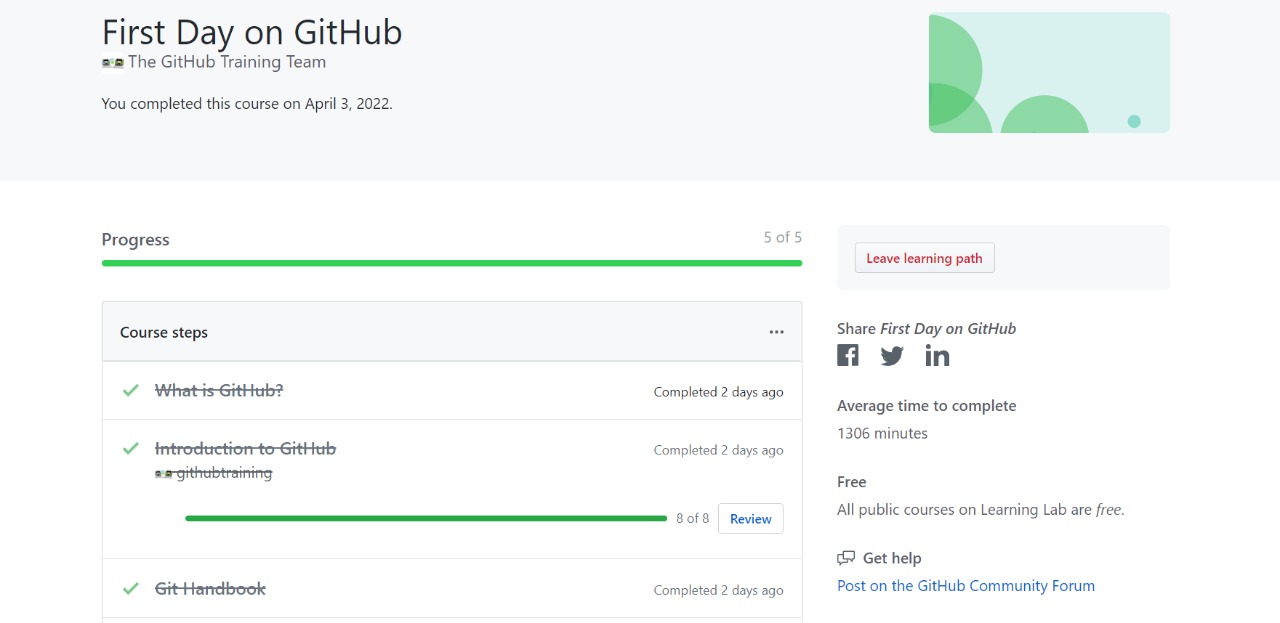 First Day on GitHub
The GitHub Training Team
You completed this course on April 3, 2022.
Progress
5 of 5
Course steps
What is GitHub?
Completed 2 days ago
Introduction to GitHub
Completed 2 days ago
githubtraining
8 of 8
Review
Git Handbook
Completed 2 days ago
Leave learning path
Share First Day on GitHub
Average time to complete
1306 minutes
Free
All public courses on Learning Lab are free.
Get help
Post on the GitHub Community Forum